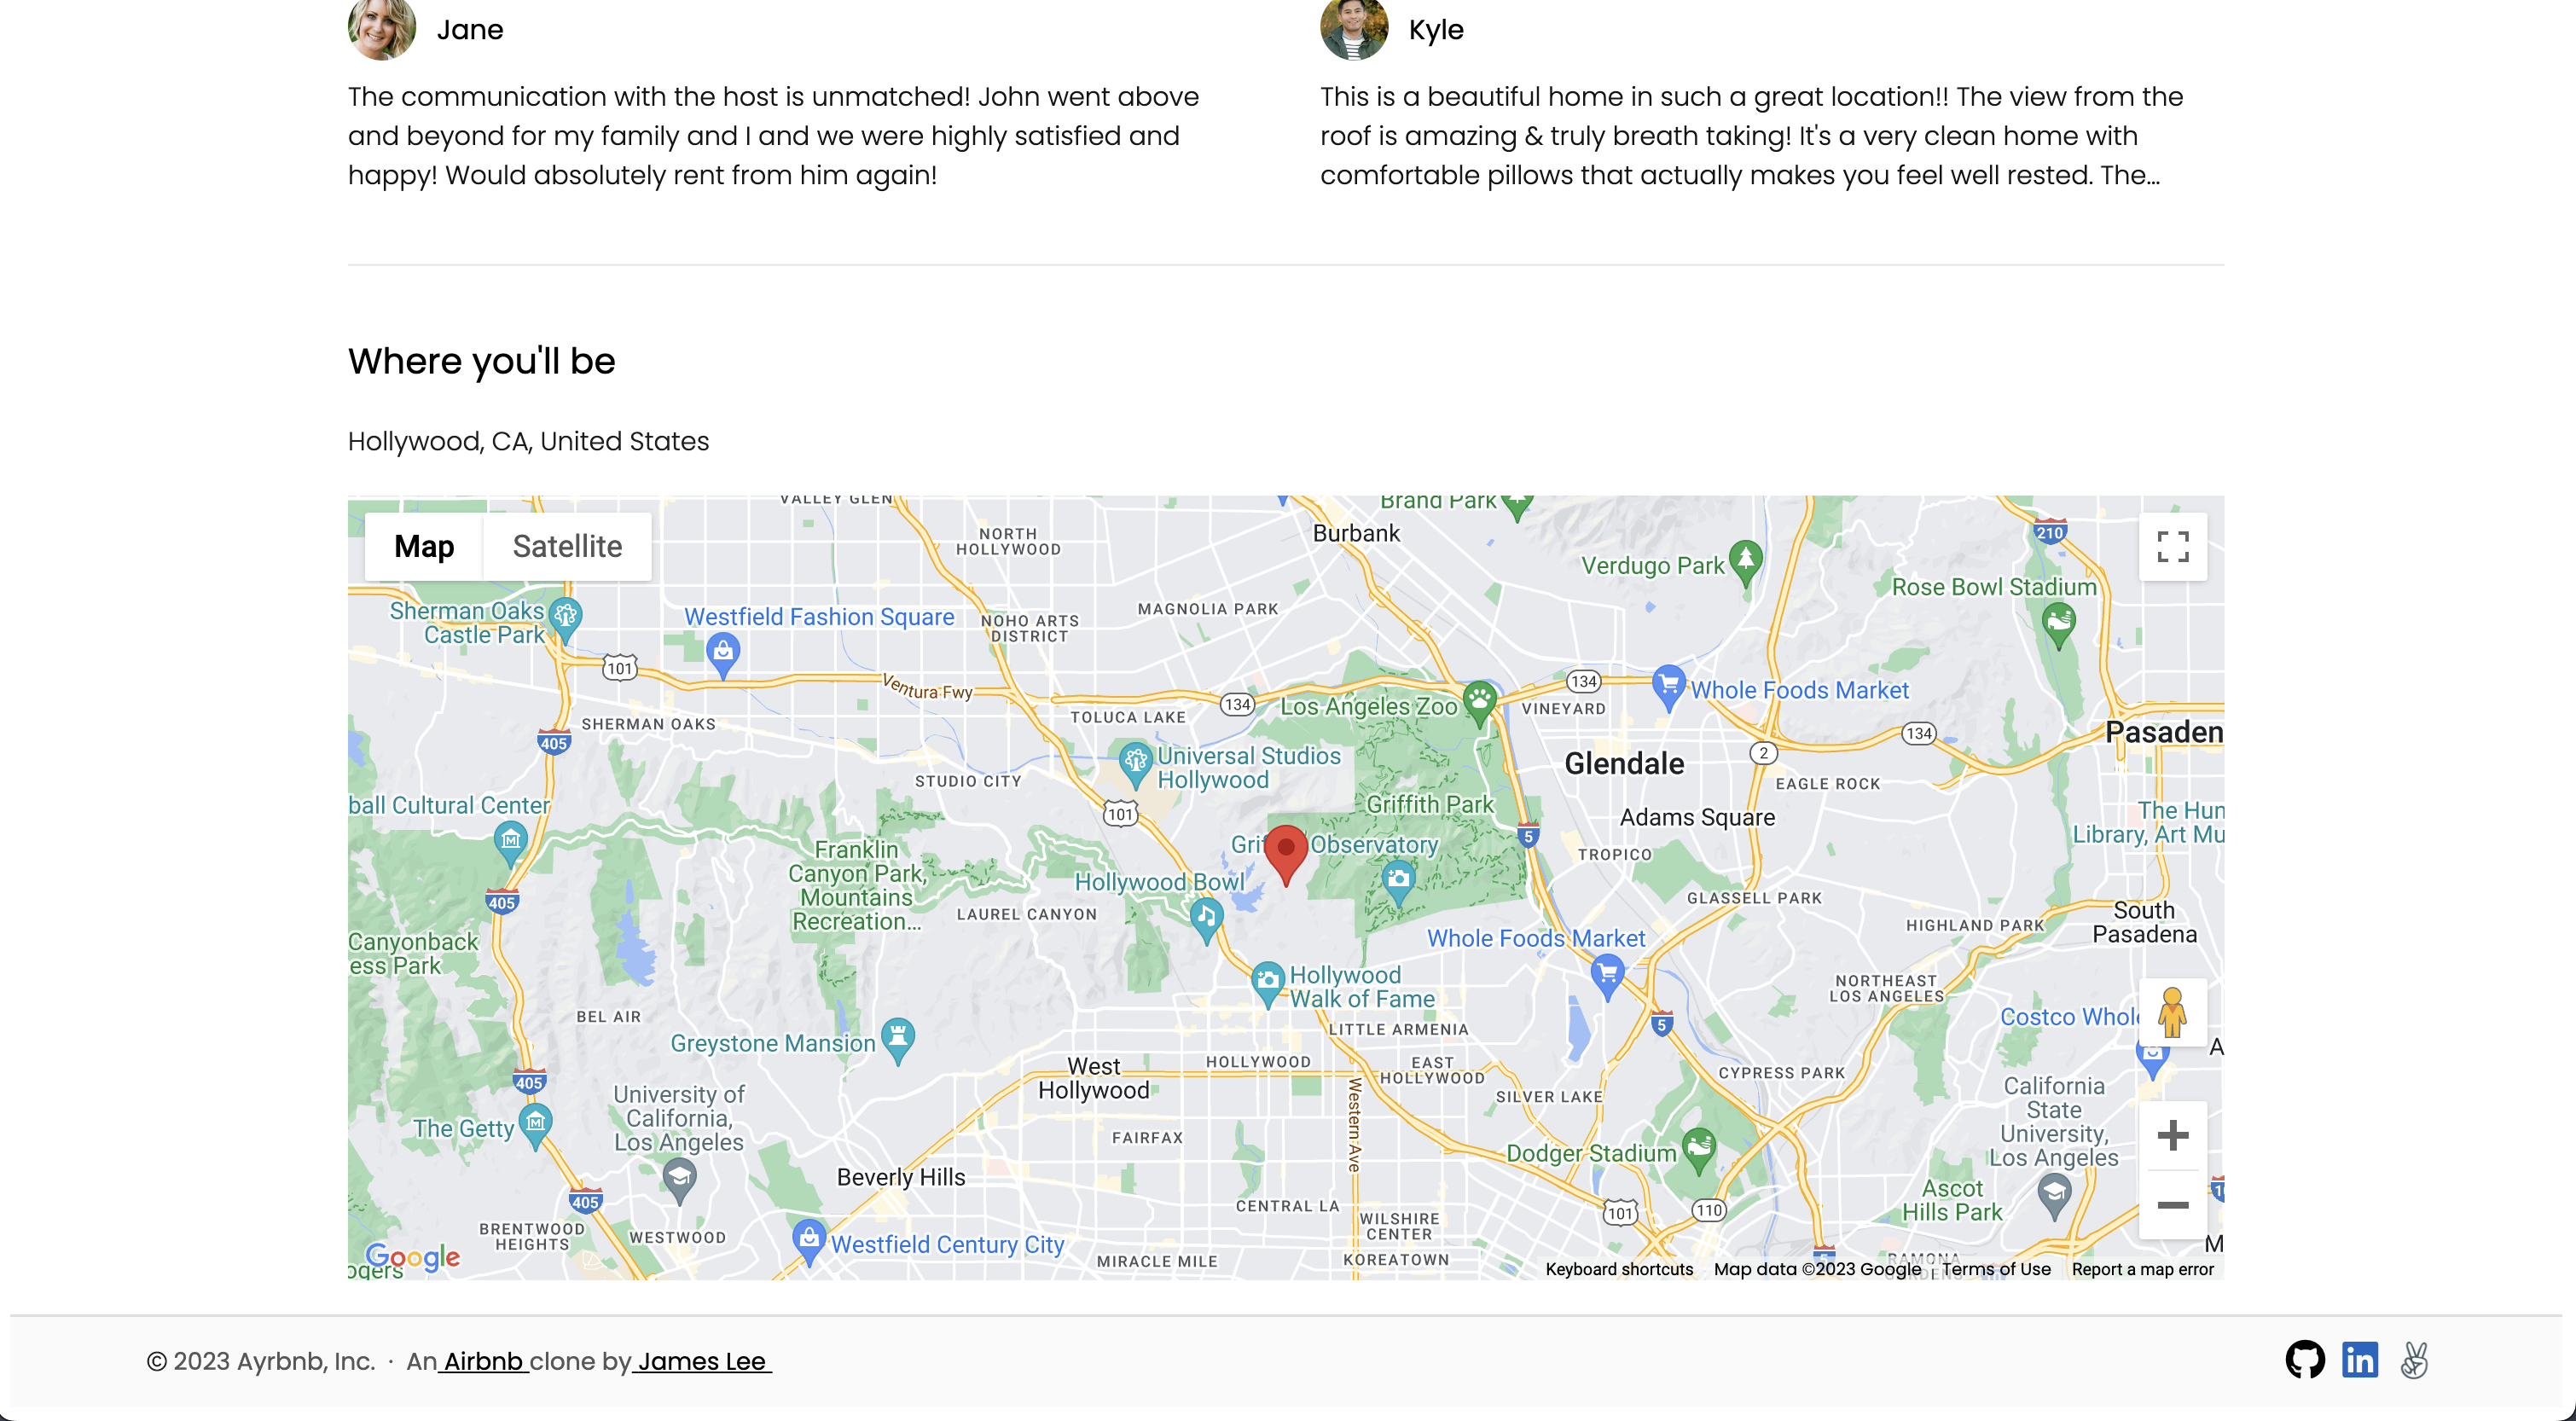 Jane
The communication with the host is unmatched! John went above
and beyond for my family and I and we were highly satisfied and
happy! Would absolutely rent from him again!
Kyle
This is a beautiful home in such a great location!! The view from the
roof is amazing & truly breath taking! It's a very clean home with
comfortable pillows that actually makes you feel well rested. The...
Where you'll be
Hollywood, CA, United States
Map Satellite
VALLEY GLEN
Brand Park
Burbank
NORTH
HOLLYWOOD
210
Verdugo Park
Rose Bowl Stadium
Sherman Oaks
Castle Park
Westfield Fashion Square
NOHO ARTS
DISTRICT
MAGNOLIA PARK
101
Ventura Fwy
134
134
Whole Foods Market
Los Angeles Zoo
VINEYARD
TOLUCA LAKE
SHERMAN OAKS
405
134
Pasaden
2
Glendale
Universal Studios
Hollywood
STUDIO CITY
EAGLE ROCK
ball Cultural Center
101
Griffith Park
Adams Square
The Hun
Library, Art Mu
5
Grif Observatory
TROPICO
Franklin
Canyon Park,
Mountains
Recreation...
Hollywood Bowl
LAUREL CANYON
405
GLASSELL PARK
HIGHLAND PARK
South
Pasadena
Canyonback
ess Park
Whole Foods Market
Hollywood
Walk of Fame
NORTHEAST
LOS ANGELES
BEL AIR
Costco Whole
5
LITTLE ARMENIA
Greystone Mansion
A
West
Hollywood
HOLLYWOOD
EAST
HOLLYWOOD
CYPRESS PARK
405
University of
California,
Los Angeles
Western Ave
SILVER LAKE
California
State
University,
Los Angeles
The Getty
FAIRFAX
Dodger Stadium
Beverly Hills
405
CENTRAL LA
101
110
Ascot
Hills Park
BRENTWOOD
HEIGHTS
WESTWOOD
WILSHIRE
CENTER
Westfield Century City
MIRACLE MILE
KOREATOWN
5
RAMONA
GARDENS
M
Google
ogers
Keyboard shortcuts Map data ©2023 Google Terms of Use Report a map error
© 2023 Ayrbnb, Inc. · An Airbnb clone by James Lee
in